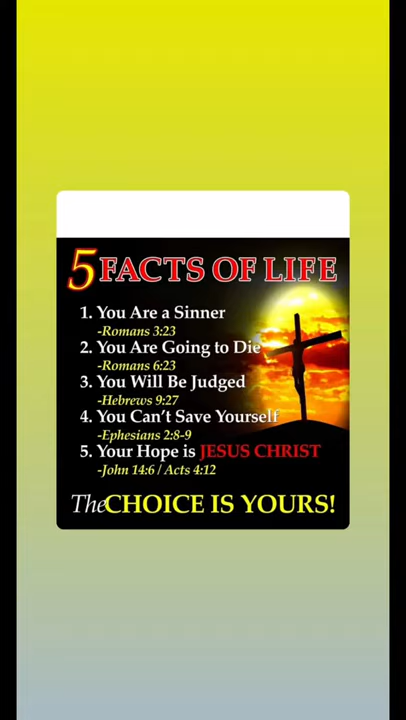 5 FACTS OF LIFE
1. You Are a Sinner
-Romans 3:23
2. You Are Going to Die
-Romans 6:23
3. You Will Be Judged
-Hebrews 9:27
4. You Can't Save Yourself
-Ephesians 2:8-9
5. Your Hope is JESUS CHRIST
-John 14:6 / Acts 4:12
The CHOICE IS YOURS!